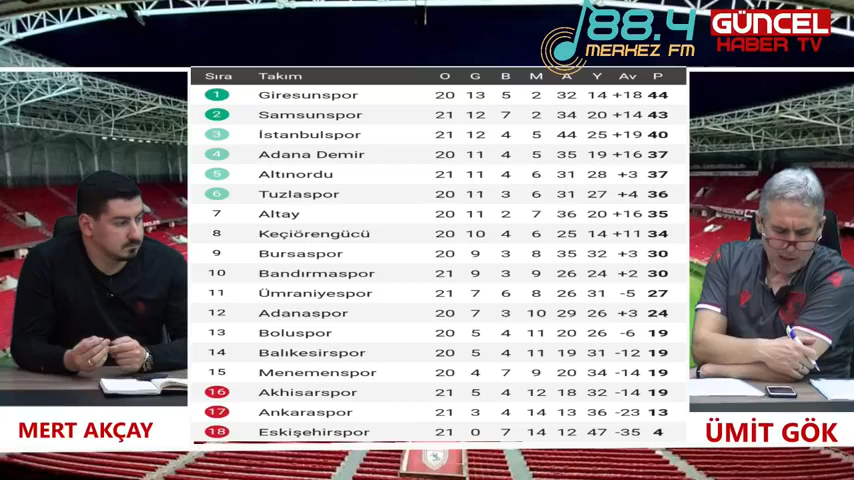 88.4
MERKEZ FM
GÜNCEL
HABER TV
Sıra Takım O G B M A Y Av P
1 Giresunspor 20 13 5 2 32 14 +18 44
2 Samsunspor 21 12 7 2 34 20 +14 43
3 İstanbulspor 21 12 4 5 44 25 +19 40
4 Adana Demir 20 11 4 5 35 19 +16 37
5 Altınordu 21 11 4 6 31 28 +3 37
6 Tuzlaspor 20 11 3 6 31 27 +4 36
7 Altay 20 11 2 7 36 20 +16 35
8 Keçiörengücü 20 10 4 6 25 14 +11 34
9 Bursaspor 20 9 3 8 35 32 +3 30
10 Bandırmaspor 21 9 3 9 26 24 +2 30
11 Ümraniyespor 21 7 6 8 26 31 -5 27
12 Adanaspor 20 7 3 10 29 26 +3 24
13 Boluspor 20 5 4 11 20 26 -6 19
14 Balıkesirspor 20 5 4 11 19 31 -12 19
15 Menemenspor 20 4 7 9 20 34 -14 19
16 Akhisarspor 21 5 4 12 18 32 -14 19
17 Ankaraspor 21 3 4 14 13 36 -23 13
18 Eskişehirspor 21 0 7 14 12 47 -35 4
MERT AKÇAY
ÜMİT GÖK